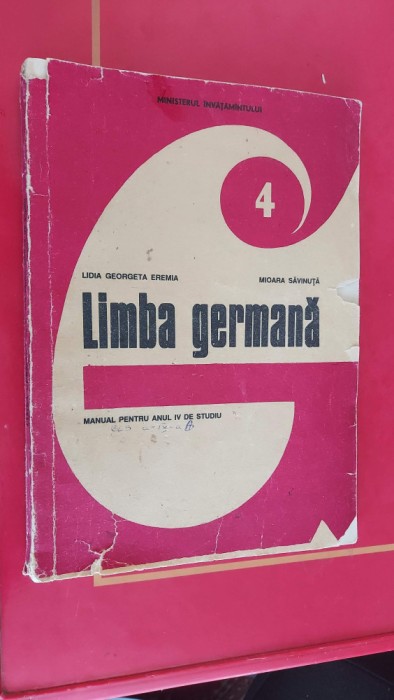 MINISTERUL ÎNVĂȚĂMÎNTULUI
4
LIDIA GEORGETA EREMIA
MIOARA SĂVINUȚĂ
Limba germană
MANUAL PENTRU ANUL IV DE STUDIU